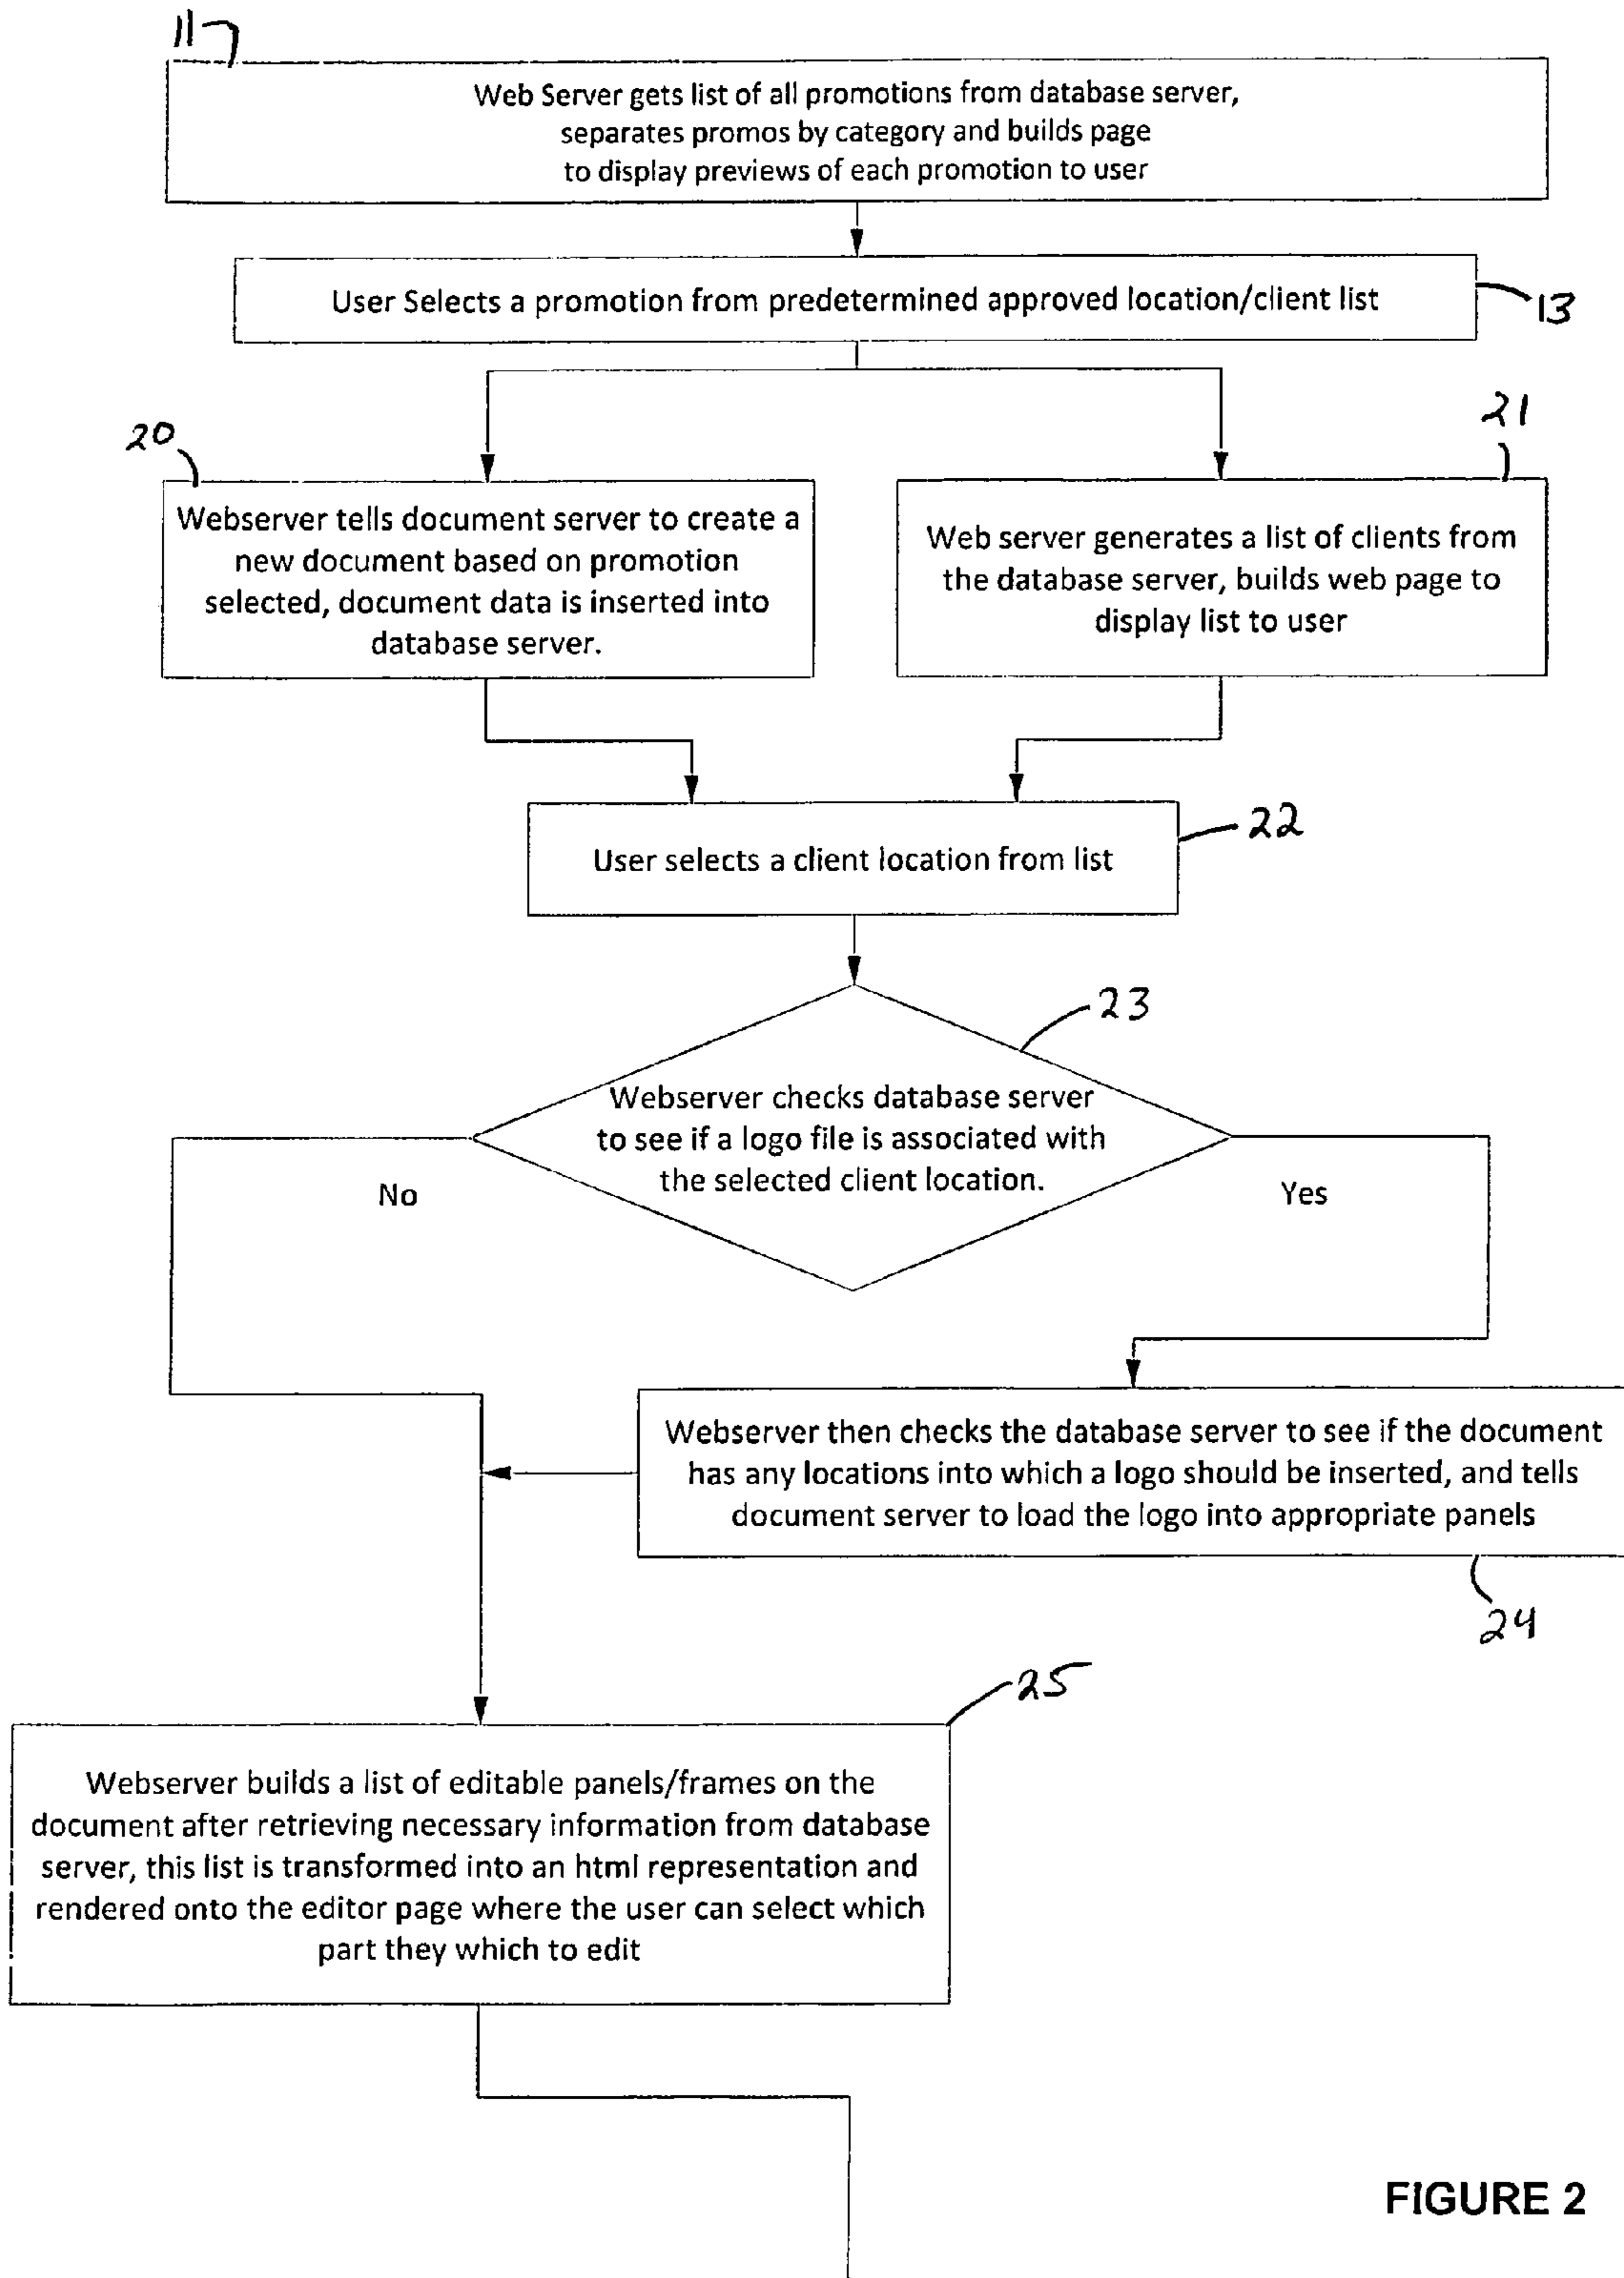 11
Web Server gets list of all promotions from database server,
separates promos by category and builds page
to display previews of each promotion to user
User Selects a promotion from predetermined approved location/client list
13
20
Webserver tells document server to create a
new document based on promotion
selected, document data is inserted into
database server.
21
Web server generates a list of clients from
the database server, builds web page to
display list to user
User selects a client location from list
22
23
Webserver checks database server
to see if a logo file is associated with
the selected client location.
No
Yes
Webserver then checks the database server to see if the document
has any locations into which a logo should be inserted, and tells
document server to load the logo into appropriate panels
24
25
Webserver builds a list of editable panels/frames on the
document after retrieving necessary information from database
server, this list is transformed into an html representation and
rendered onto the editor page where the user can select which
part they which to edit
FIGURE 2